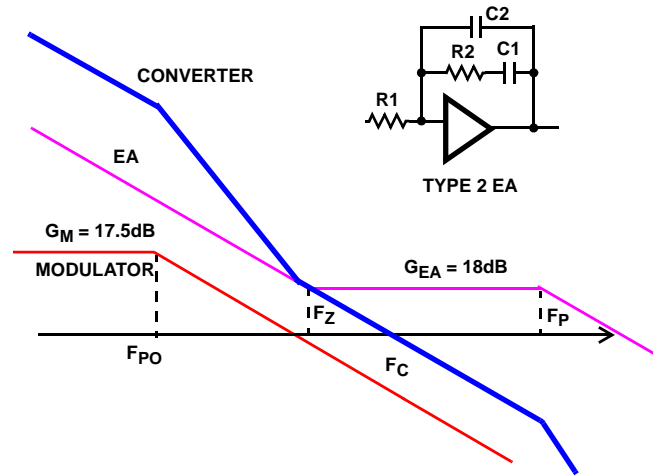 C2
CONVERTER
R2
C1
R1
EA
TYPE 2 EA
G_M = 17.5dB
MODULATOR
G_EA = 18dB
F_Z
F_P
F_PO
F_C